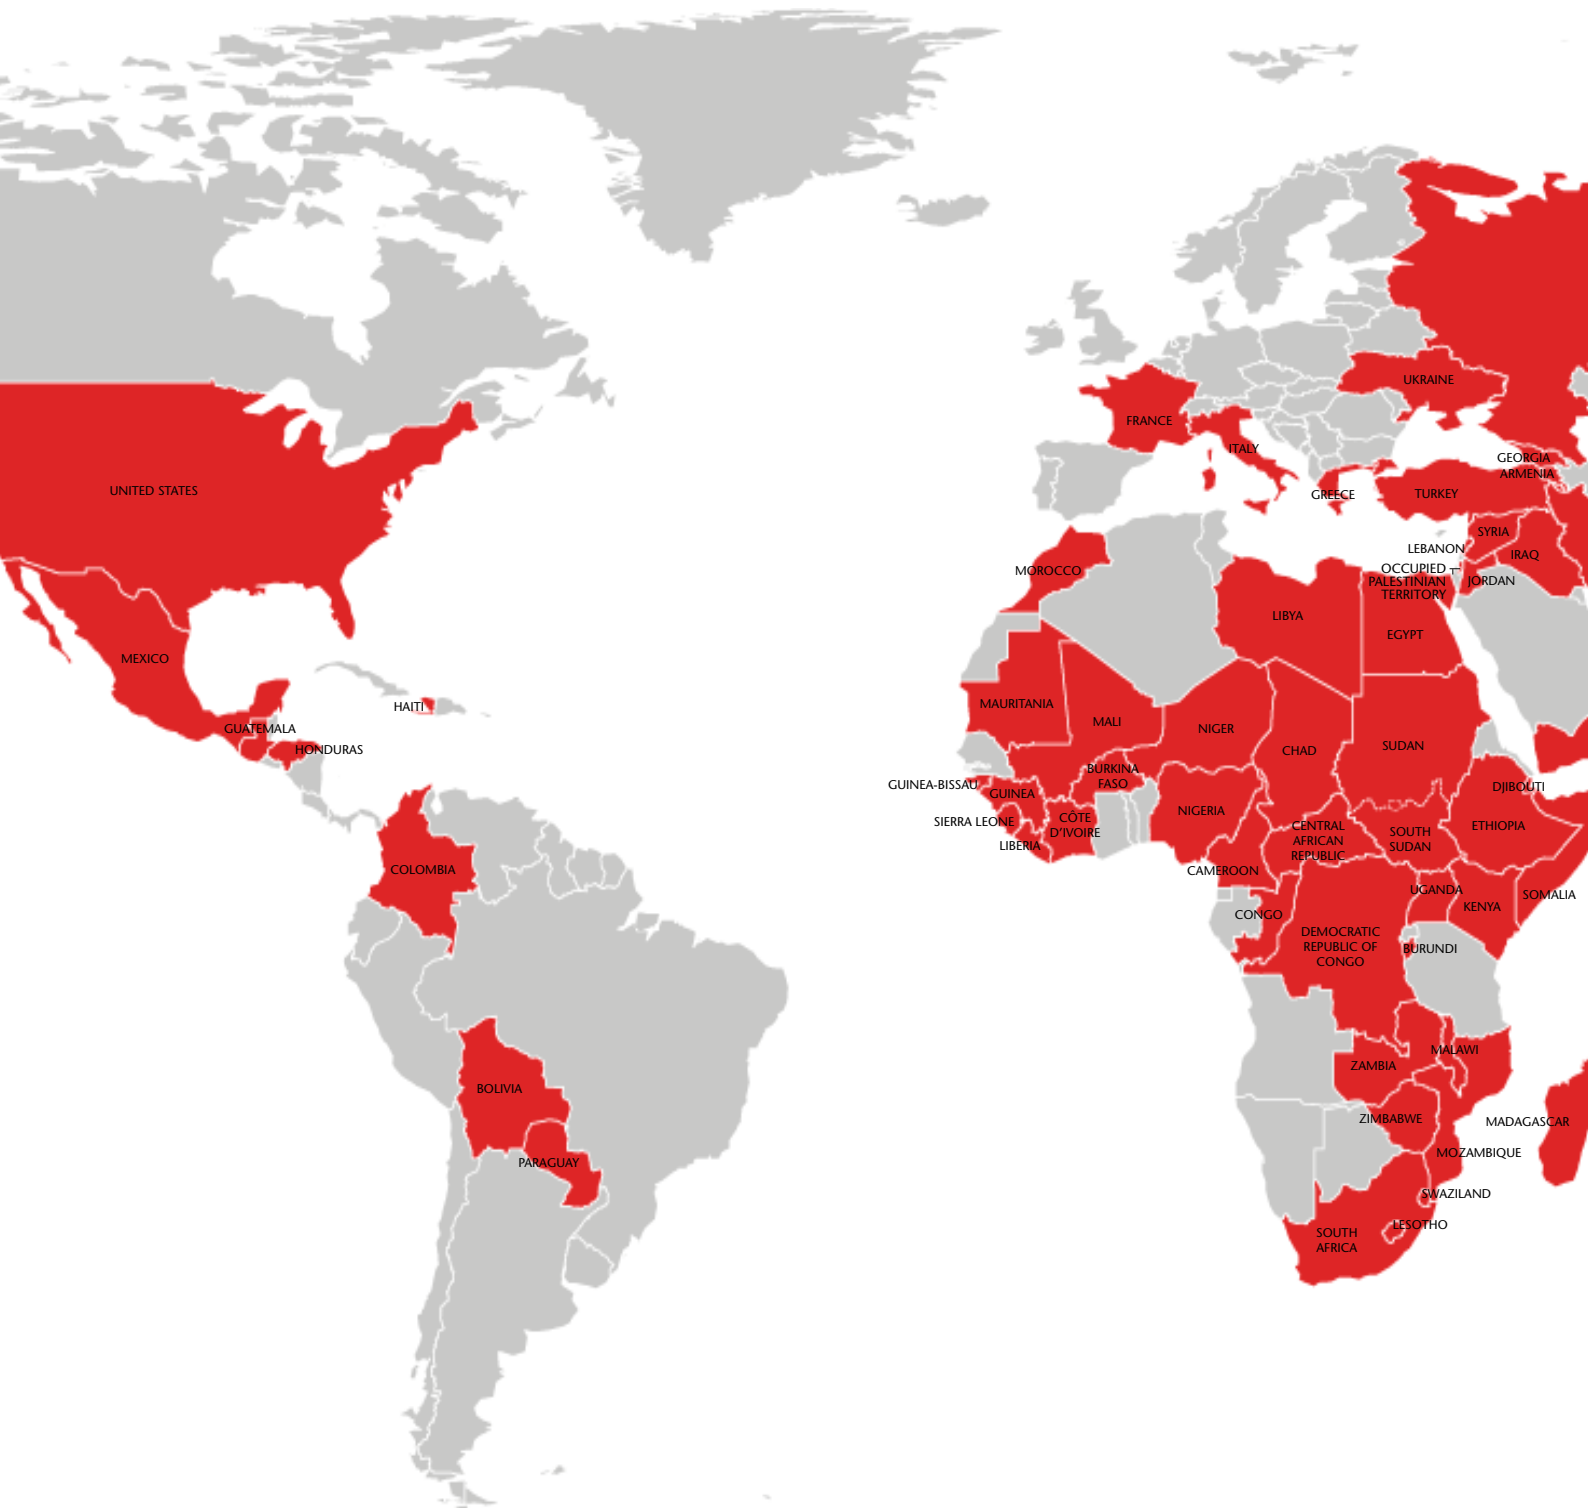 UNITED STATES
MEXICO
GUATEMALA
HONDURAS
HAITI
COLOMBIA
BOLIVIA
PARAGUAY
UKRAINE
FRANCE
ITALY
GREECE
GEORGIA
ARMENIA
TURKEY
SYRIA
LEBANON
IRAQ
OCCUPIED
PALESTINIAN
TERRITORY
JORDAN
MOROCCO
LIBYA
EGYPT
MAURITANIA
MALI
NIGER
CHAD
SUDAN
BURKINA
FASO
GUINEA-BISSAU
GUINEA
SIERRA LEONE
LIBERIA
CÔTE
D'IVOIRE
NIGERIA
DJIBOUTI
ETHIOPIA
CENTRAL
AFRICAN
REPUBLIC
SOUTH
SUDAN
CAMEROON
UGANDA
KENYA
SOMALIA
CONGO
DEMOCRATIC
REPUBLIC OF
CONGO
BURUNDI
MALAWI
ZAMBIA
ZIMBABWE
MADAGASCAR
MOZAMBIQUE
SWAZILAND
LESOTHO
SOUTH
AFRICA